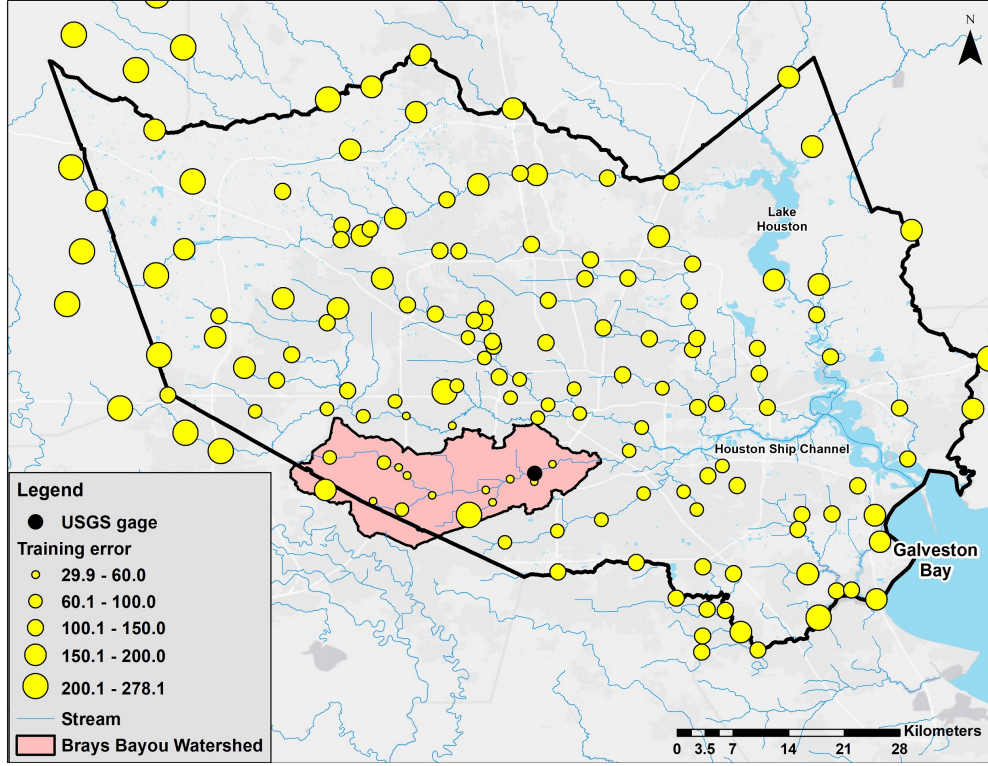 N
Lake
Houston
Houston Ship Channel
Galveston
Bay
Legend
USGS gage
Training error
29.9 - 60.0
60.1 - 100.0
100.1 - 150.0
150.1 - 200.0
200.1 - 278.1
Stream
Brays Bayou Watershed
Kilometers
0 3.5 7 14 21 28